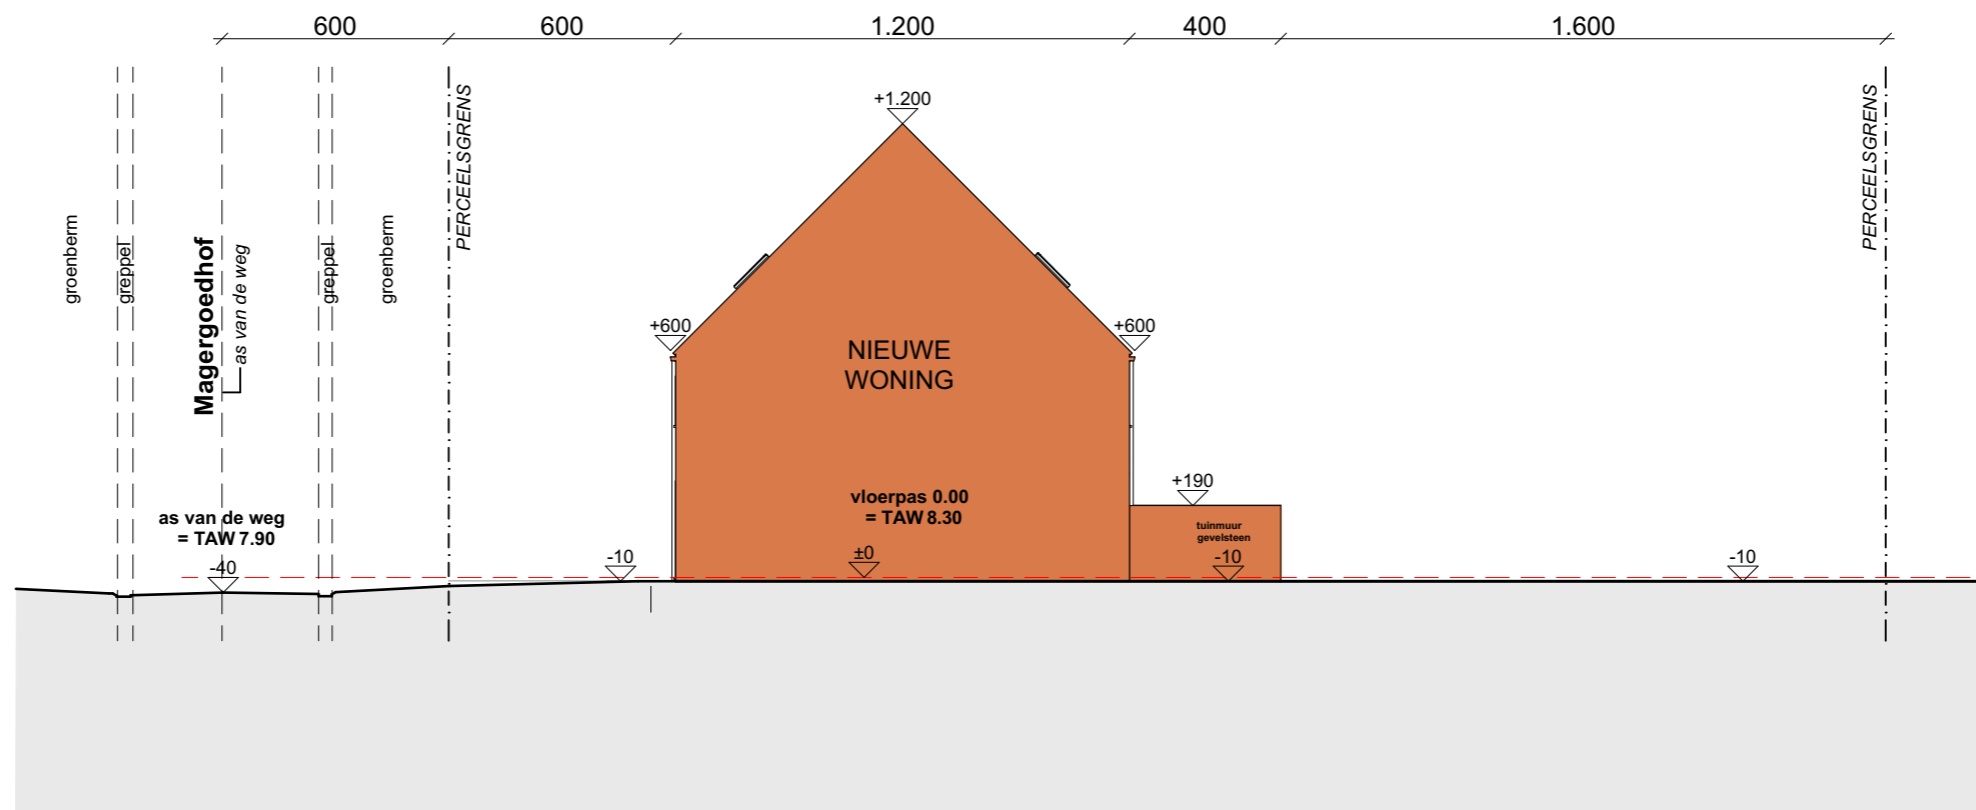 600
600
1.200
400
1.600
+1.200
PERCEELSGRENS
PERCEELSGRENS
groenberm
greppel
Magergoedhof
as van de weg
greppel
groenberm
+600
+600
NIEUWE
WONING
+190
vloerpas 0.00
= TAW 8.30
as van de weg
= TAW 7.90
tuinmuur
gevelsteen
-40
-10
±0
-10
-10